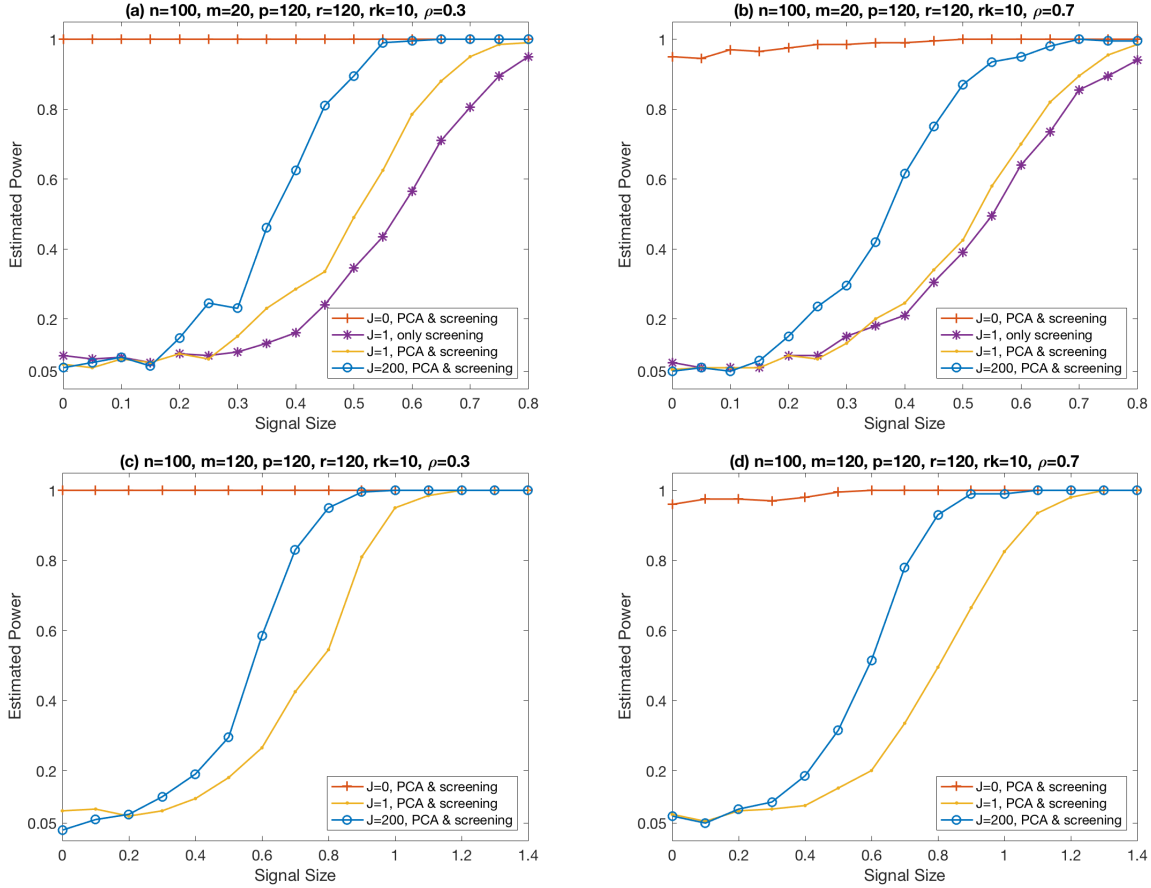 (a) n=100, m=20, p=120, r=120, rk=10, ρ=0.3
Estimated Power
1
0.8
0.6
0.4
0.2
0.05
J=0, PCA & screening
J=1, only screening
J=1, PCA & screening
J=200, PCA & screening
0 0.1 0.2 0.3 0.4 0.5 0.6 0.7 0.8
Signal Size
(b) n=100, m=20, p=120, r=120, rk=10, ρ=0.7
Estimated Power
1
0.8
0.6
0.4
0.2
0.05
J=0, PCA & screening
J=1, only screening
J=1, PCA & screening
J=200, PCA & screening
0 0.1 0.2 0.3 0.4 0.5 0.6 0.7 0.8
Signal Size
(c) n=100, m=120, p=120, r=120, rk=10, ρ=0.3
Estimated Power
1
0.8
0.6
0.4
0.2
0.05
J=0, PCA & screening
J=1, PCA & screening
J=200, PCA & screening
0 0.2 0.4 0.6 0.8 1 1.2 1.4
Signal Size
(d) n=100, m=120, p=120, r=120, rk=10, ρ=0.7
Estimated Power
1
0.8
0.6
0.4
0.2
0.05
J=0, PCA & screening
J=1, PCA & screening
J=200, PCA & screening
0 0.2 0.4 0.6 0.8 1 1.2 1.4
Signal Size